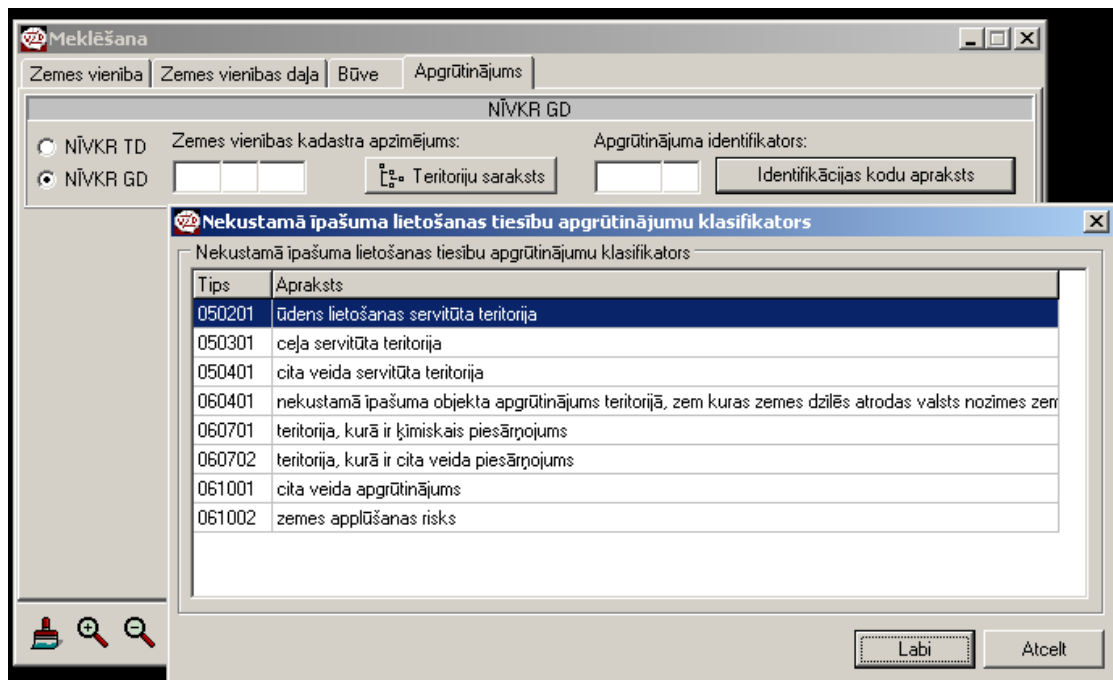 VZD Meklēšana
Zemes vienība Zemes vienības daļa Būve Apgrūtinājums
NĪVKR GD
NĪVKR TD Zemes vienības kadastra apzīmējums: Apgrūtinājuma identifikators:
NĪVKR GD Teritoriju saraksts Identifikācijas kodu apraksts
VZD Nekustamā īpašuma lietošanas tiesību apgrūtinājumu klasifikators
Nekustamā īpašuma lietošanas tiesību apgrūtinājumu klasifikators
Tips Apraksts
050201 ūdens lietošanas servitūta teritorija
050301 ceļa servitūta teritorija
050401 cita veida servitūta teritorija
060401 nekustamā īpašuma objekta apgrūtinājums teritorijā, zem kuras zemes dzīlēs atrodas valsts nozīmes zem
060701 teritorija, kurā ir ķīmiskais piesārņojums
060702 teritorija, kurā ir cita veida piesārņojums
061001 cita veida apgrūtinājums
061002 zemes applūšanas risks
Labi Atcelt